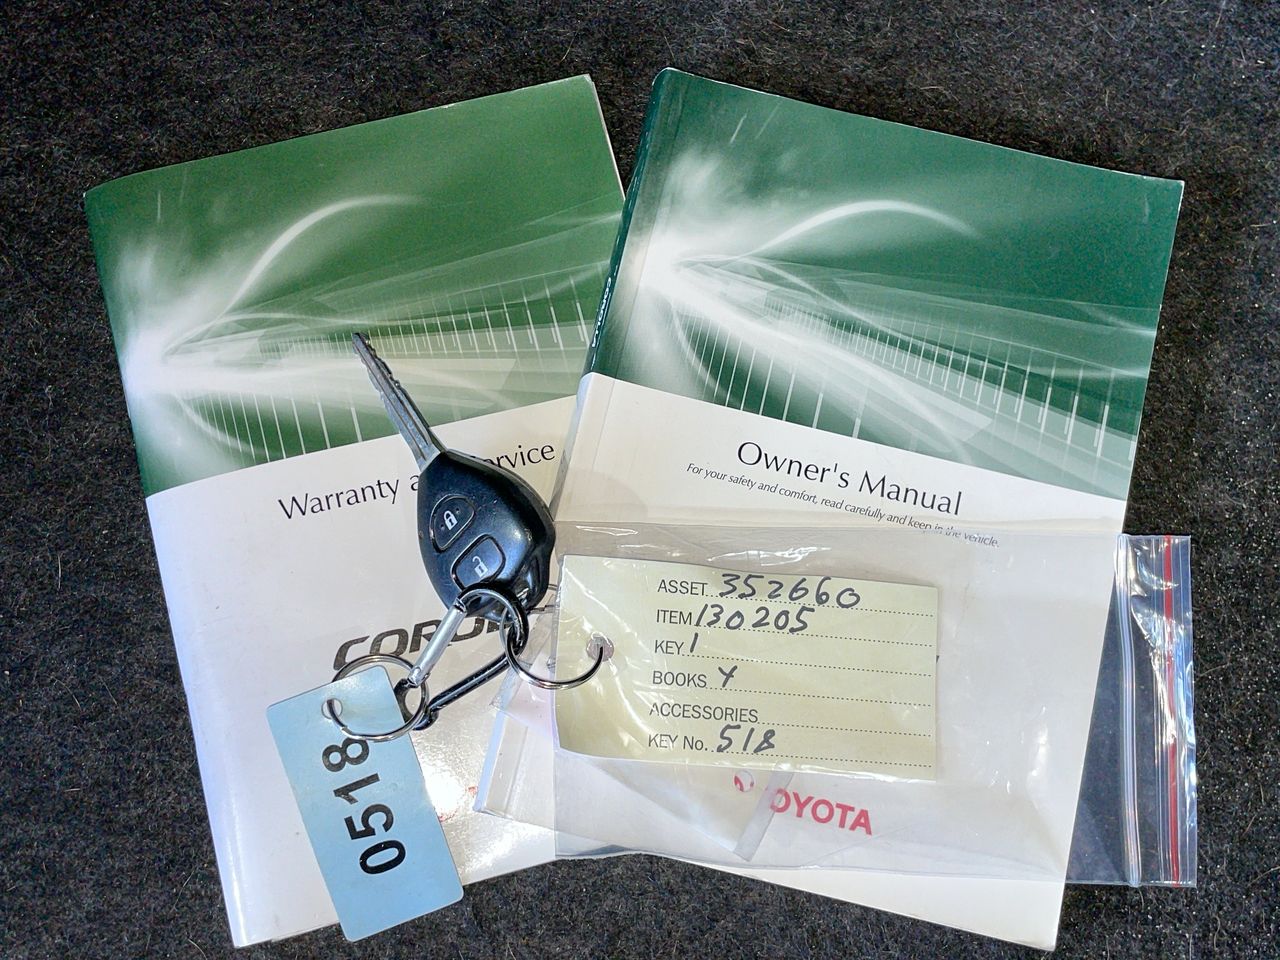 Warranty
ervice
COROLLA
Owner's Manual
For your safety and comfort, read carefully and keep in the vehicle.
ASSET 352660
ITEM 130205
KEY 1
BOOKS 4
ACCESSORIES
KEY No. 518
0518
OYOTA